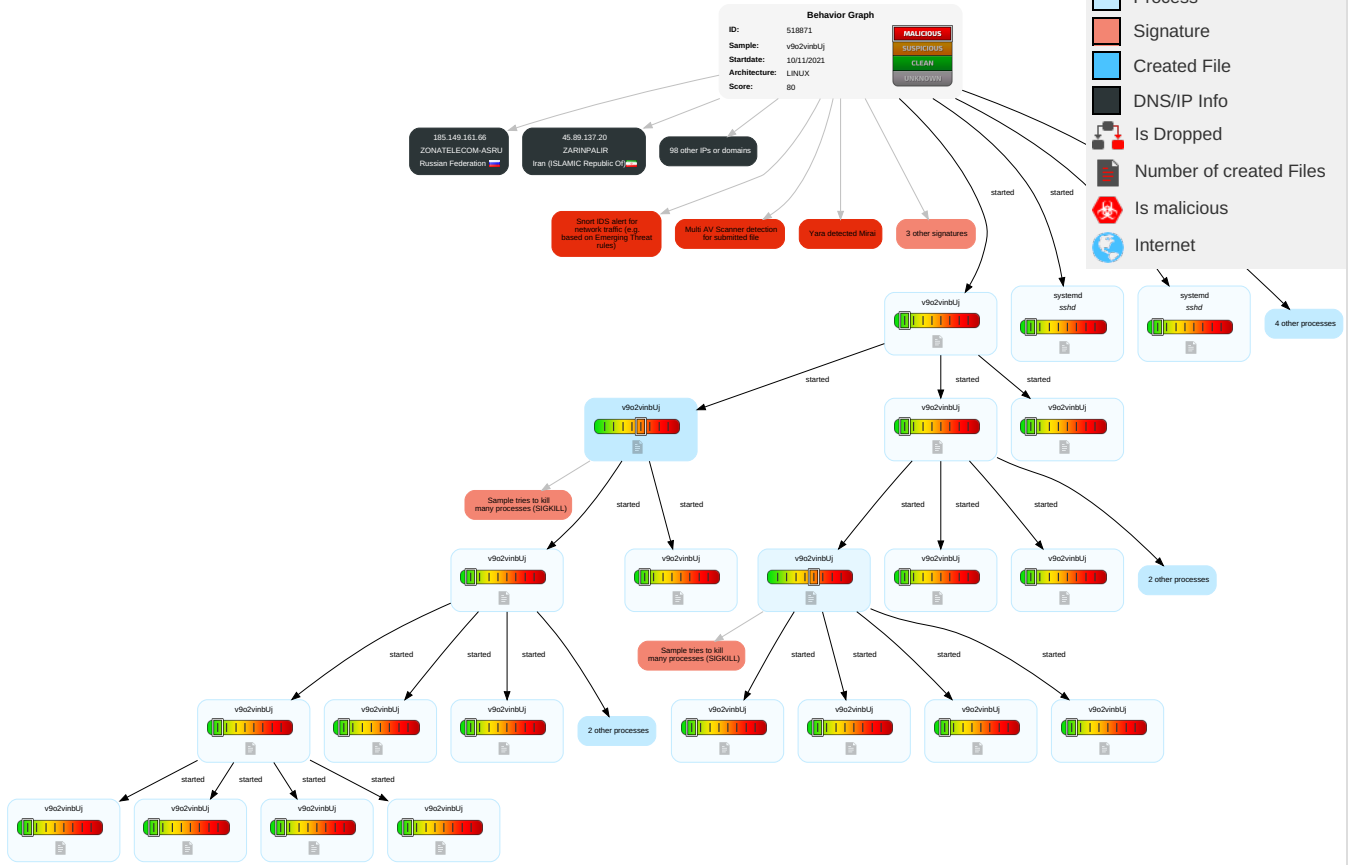 Behavior Graph
ID: 518871
Sample: v9o2vinbUj
Startdate: 10/11/2021
Architecture: LINUX
Score: 80
MALICIOUS
SUSPICIOUS
CLEAN
UNKNOWN
Process
Signature
Created File
DNS/IP Info
Is Dropped
Number of created Files
Is malicious
Internet
185.149.161.66
ZONATELECOM-ASRU
Russian Federation
45.89.137.20
ZARINPALIR
Iran (ISLAMIC Republic Of)
98 other IPs or domains
started
started
Snort IDS alert for
network traffic (e.g.
based on Emerging Threat
rules)
Multi AV Scanner detection
for submitted file
Yara detected Mirai
3 other signatures
v9o2vinbUj
systemd
sshd
systemd
sshd
4 other processes
started
started
started
v9o2vinbUj
v9o2vinbUj
v9o2vinbUj
Sample tries to kill
many processes (SIGKILL)
started
started
started
started
started
started
v9o2vinbUj
v9o2vinbUj
v9o2vinbUj
v9o2vinbUj
v9o2vinbUj
2 other processes
Sample tries to kill
many processes (SIGKILL)
started
started
started
started
started
started
started
v9o2vinbUj
v9o2vinbUj
v9o2vinbUj
2 other processes
v9o2vinbUj
v9o2vinbUj
v9o2vinbUj
v9o2vinbUj
started
started
started
started
v9o2vinbUj
v9o2vinbUj
v9o2vinbUj
v9o2vinbUj